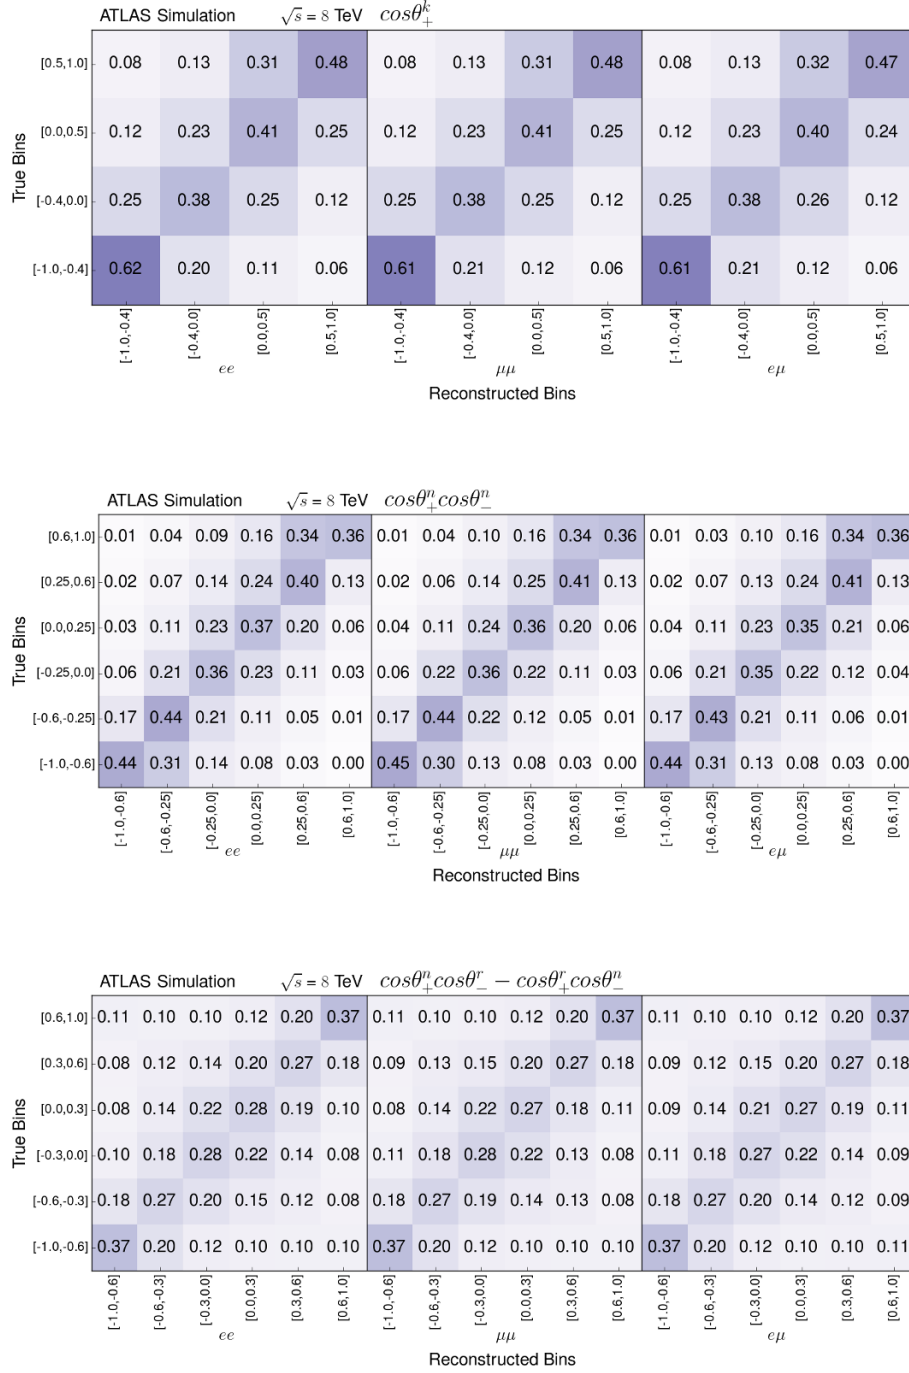 ATLAS Simulation √s = 8 TeV cosθ₊ᵏ
[0.5,1.0] 0.08 0.13 0.31 0.48 0.08 0.13 0.31 0.48 0.08 0.13 0.32 0.47
[0.0,0.5] 0.12 0.23 0.41 0.25 0.12 0.23 0.41 0.25 0.12 0.23 0.40 0.24
True Bins
[-0.4,0.0] 0.25 0.38 0.25 0.12 0.25 0.38 0.25 0.12 0.25 0.38 0.26 0.12
[-1.0,-0.4] 0.62 0.20 0.11 0.06 0.61 0.21 0.12 0.06 0.61 0.21 0.12 0.06
[-1.0,-0.4] [-0.4,0.0] [0.0,0.5] [0.5,1.0] [-1.0,-0.4] [-0.4,0.0] [0.0,0.5] [0.5,1.0] [-1.0,-0.4] [-0.4,0.0] [0.0,0.5] [0.5,1.0]
ee μμ eμ
Reconstructed Bins
ATLAS Simulation √s = 8 TeV cosθ₊ⁿcosθ₋ⁿ
[0.6,1.0] 0.01 0.04 0.09 0.16 0.34 0.36 0.01 0.04 0.10 0.16 0.34 0.36 0.01 0.03 0.10 0.16 0.34 0.36
[0.25,0.6] 0.02 0.07 0.14 0.24 0.40 0.13 0.02 0.06 0.14 0.25 0.41 0.13 0.02 0.07 0.13 0.24 0.41 0.13
[0.0,0.25] 0.03 0.11 0.23 0.37 0.20 0.06 0.04 0.11 0.24 0.36 0.20 0.06 0.04 0.11 0.23 0.35 0.21 0.06
True Bins
[-0.25,0.0] 0.06 0.21 0.36 0.23 0.11 0.03 0.06 0.22 0.36 0.22 0.11 0.03 0.06 0.21 0.35 0.22 0.12 0.04
[-0.6,-0.25] 0.17 0.44 0.21 0.11 0.05 0.01 0.17 0.44 0.22 0.12 0.05 0.01 0.17 0.43 0.21 0.11 0.06 0.01
[-1.0,-0.6] 0.44 0.31 0.14 0.08 0.03 0.00 0.45 0.30 0.13 0.08 0.03 0.00 0.44 0.31 0.13 0.08 0.03 0.00
[-1.0,-0.6] [-0.6,-0.25] [-0.25,0.0] [0.0,0.25] [0.25,0.6] [0.6,1.0] [-1.0,-0.6] [-0.6,-0.25] [-0.25,0.0] [0.0,0.25] [0.25,0.6] [0.6,1.0] [-1.0,-0.6] [-0.6,-0.25] [-0.25,0.0] [0.0,0.25] [0.25,0.6] [0.6,1.0]
ee μμ eμ
Reconstructed Bins
ATLAS Simulation √s = 8 TeV cosθ₊ⁿcosθ₋ʳ − cosθ₊ʳcosθ₋ⁿ
[0.6,1.0] 0.11 0.10 0.10 0.12 0.20 0.37 0.11 0.10 0.10 0.12 0.20 0.37 0.11 0.10 0.10 0.12 0.20 0.37
[0.3,0.6] 0.08 0.12 0.14 0.20 0.27 0.18 0.09 0.13 0.15 0.20 0.27 0.18 0.09 0.12 0.15 0.20 0.27 0.18
[0.0,0.3] 0.08 0.14 0.22 0.28 0.19 0.10 0.08 0.14 0.22 0.27 0.18 0.11 0.09 0.14 0.21 0.27 0.19 0.11
True Bins
[-0.3,0.0] 0.10 0.18 0.28 0.22 0.14 0.08 0.11 0.18 0.28 0.22 0.13 0.08 0.11 0.18 0.27 0.22 0.14 0.09
[-0.6,-0.3] 0.18 0.27 0.20 0.15 0.12 0.08 0.18 0.27 0.19 0.14 0.13 0.08 0.18 0.27 0.20 0.14 0.12 0.09
[-1.0,-0.6] 0.37 0.20 0.12 0.10 0.10 0.10 0.37 0.20 0.12 0.10 0.10 0.10 0.37 0.20 0.12 0.10 0.10 0.11
[-1.0,-0.6] [-0.6,-0.3] [-0.3,0.0] [0.0,0.3] [0.3,0.6] [0.6,1.0] [-1.0,-0.6] [-0.6,-0.3] [-0.3,0.0] [0.0,0.3] [0.3,0.6] [0.6,1.0] [-1.0,-0.6] [-0.6,-0.3] [-0.3,0.0] [0.0,0.3] [0.3,0.6] [0.6,1.0]
ee μμ eμ
Reconstructed Bins